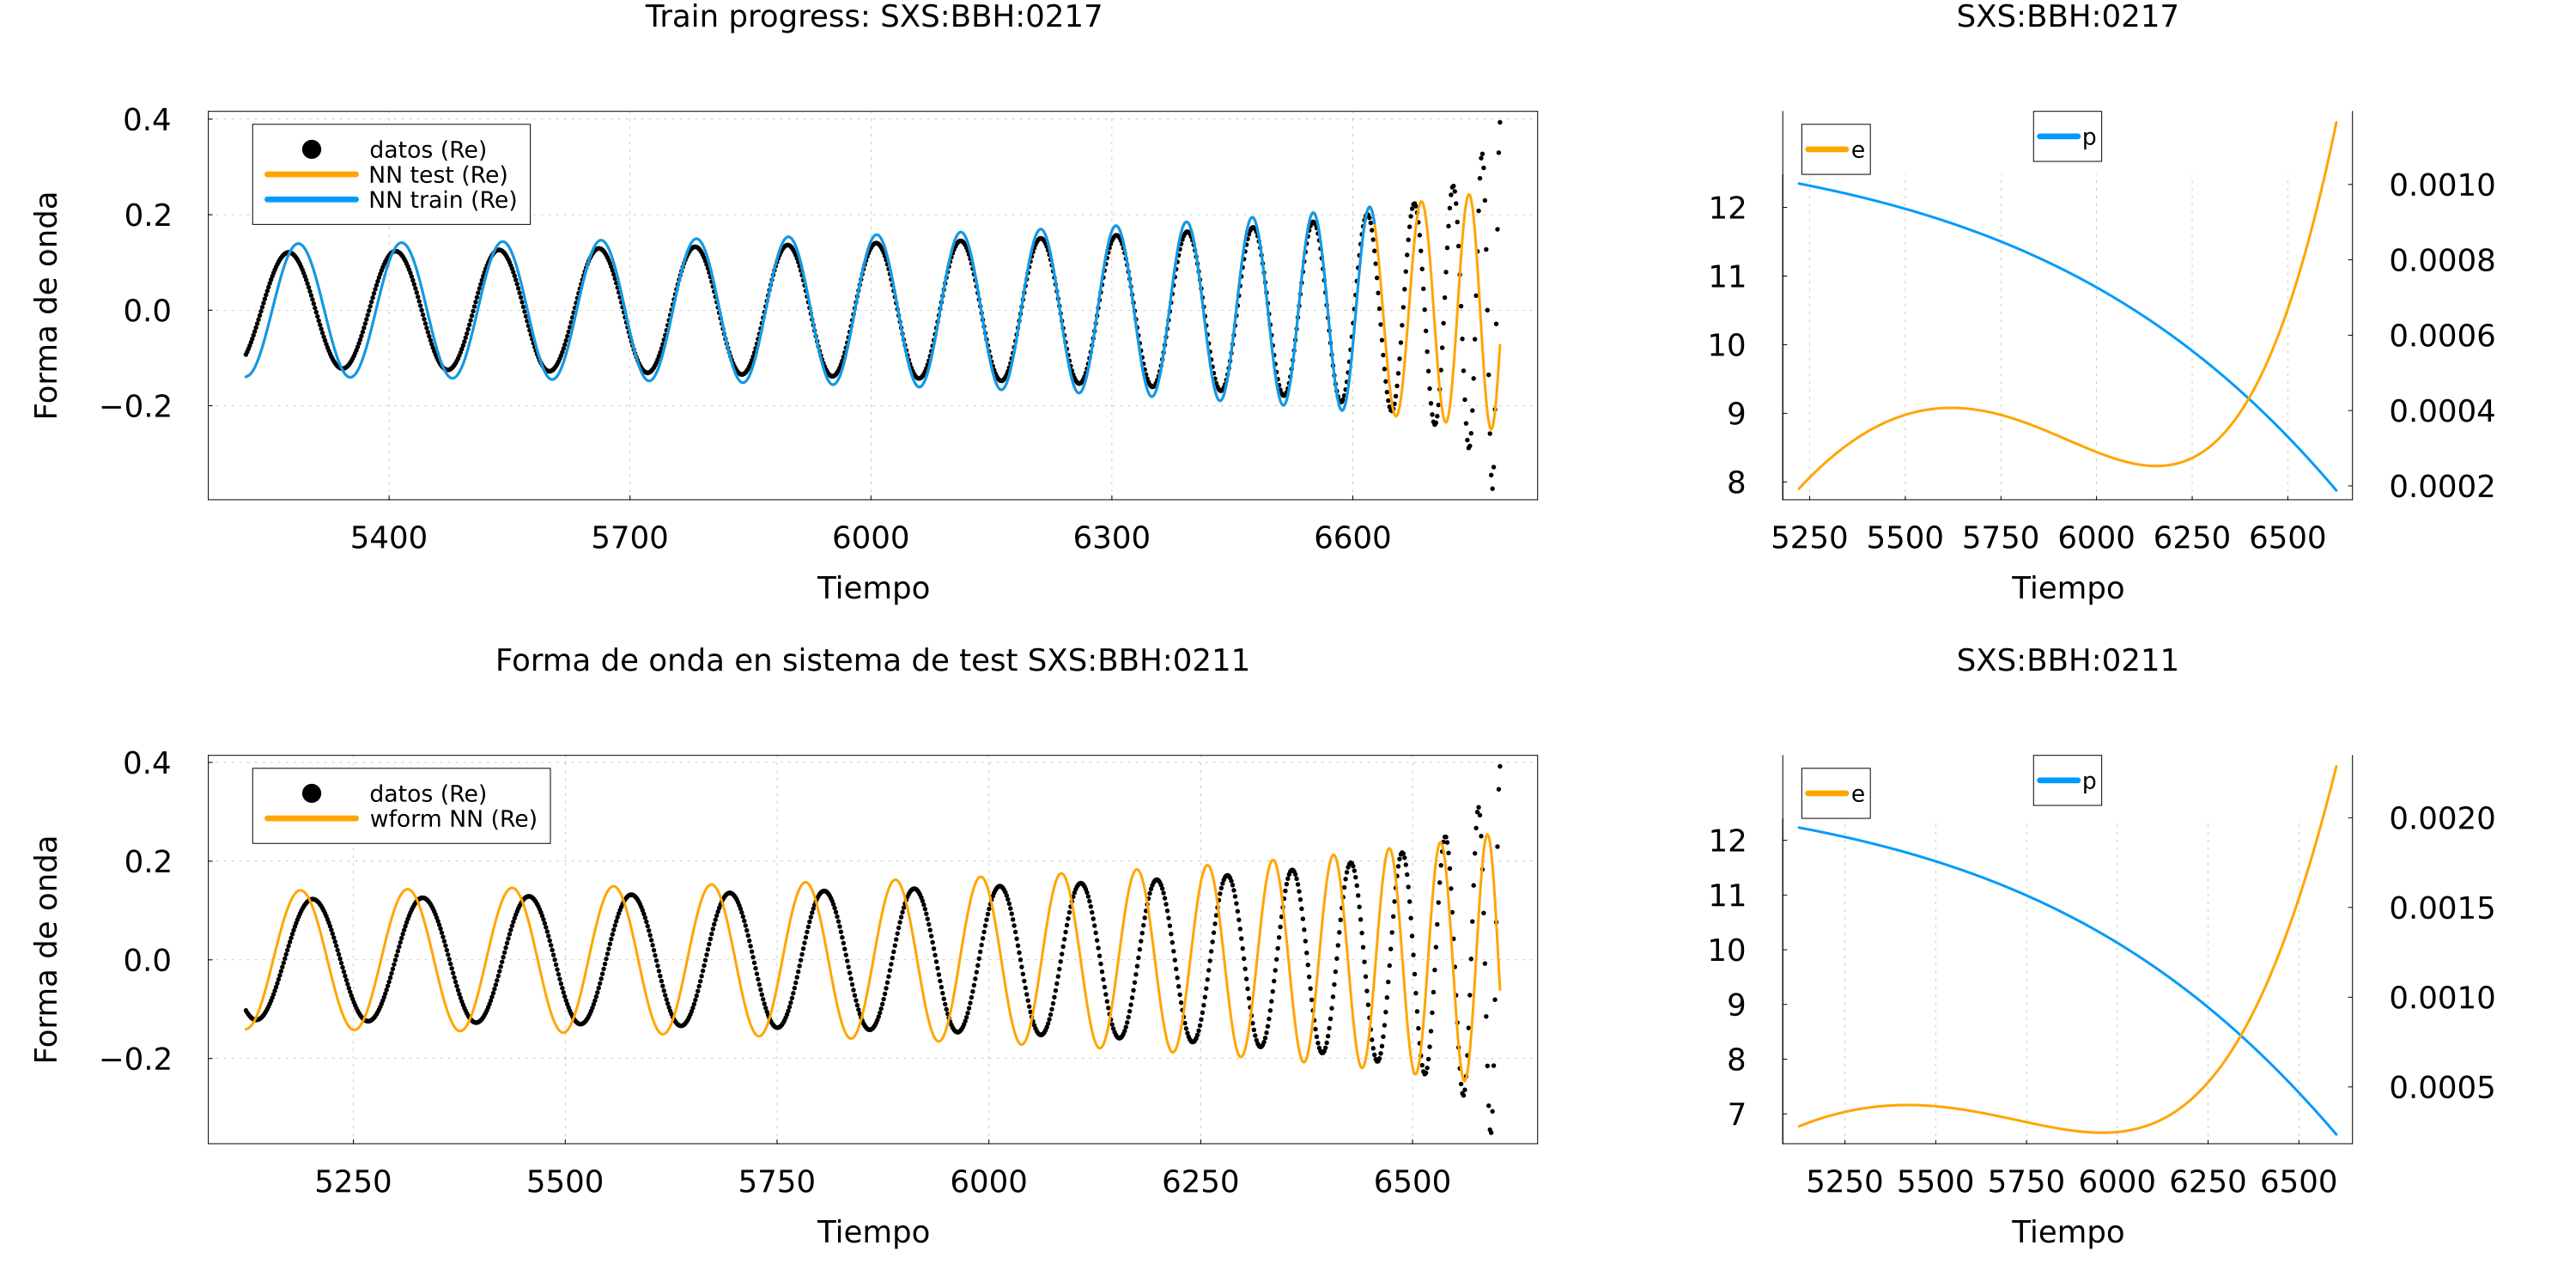 Train progress: SXS:BBH:0217
Forma de onda
0.4
0.2
0.0
−0.2
datos (Re)
NN test (Re)
NN train (Re)
5400 5700 6000 6300 6600
Tiempo
SXS:BBH:0217
e
p
12
11
10
9
8
0.0010
0.0008
0.0006
0.0004
0.0002
5250 5500 5750 6000 6250 6500
Tiempo
Forma de onda en sistema de test SXS:BBH:0211
Forma de onda
0.4
0.2
0.0
−0.2
datos (Re)
wform NN (Re)
5250 5500 5750 6000 6250 6500
Tiempo
SXS:BBH:0211
e
p
12
11
10
9
8
7
0.0020
0.0015
0.0010
0.0005
5250 5500 5750 6000 6250 6500
Tiempo